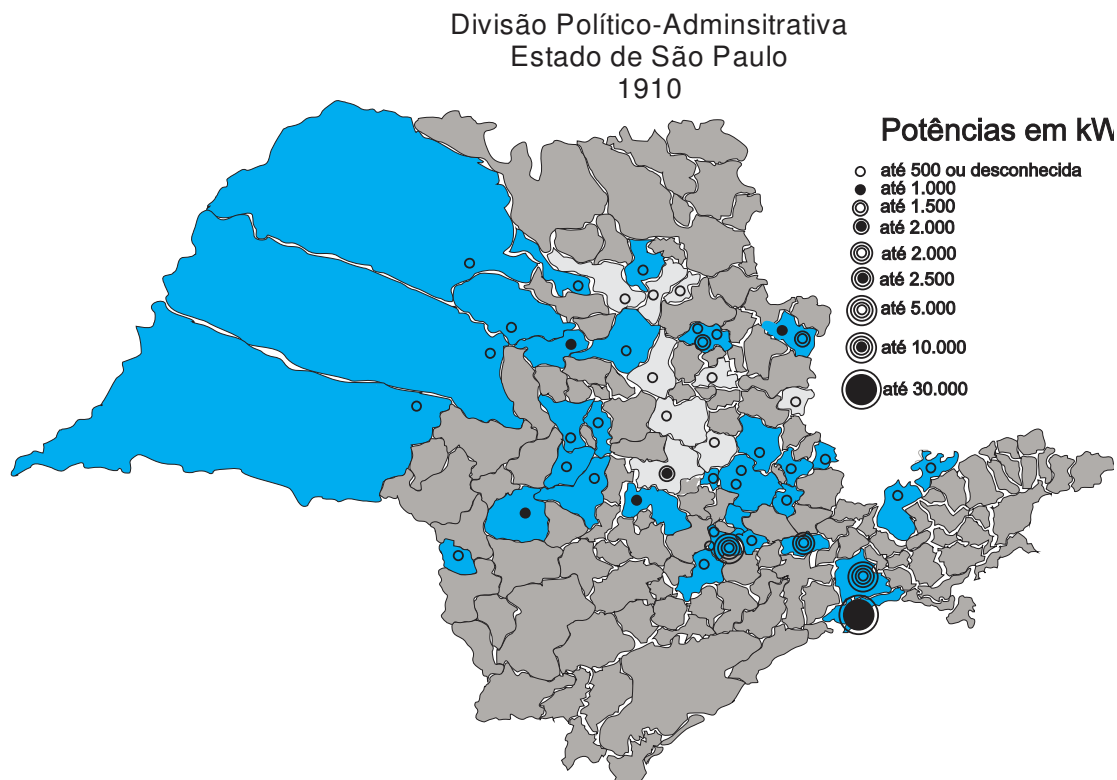 Divisão Político-Adminsitrativa
Estado de São Paulo
1910
Potências em kW
até 500 ou desconhecida
até 1.000
até 1.500
até 2.000
até 2.000
até 2.500
até 5.000
até 10.000
até 30.000